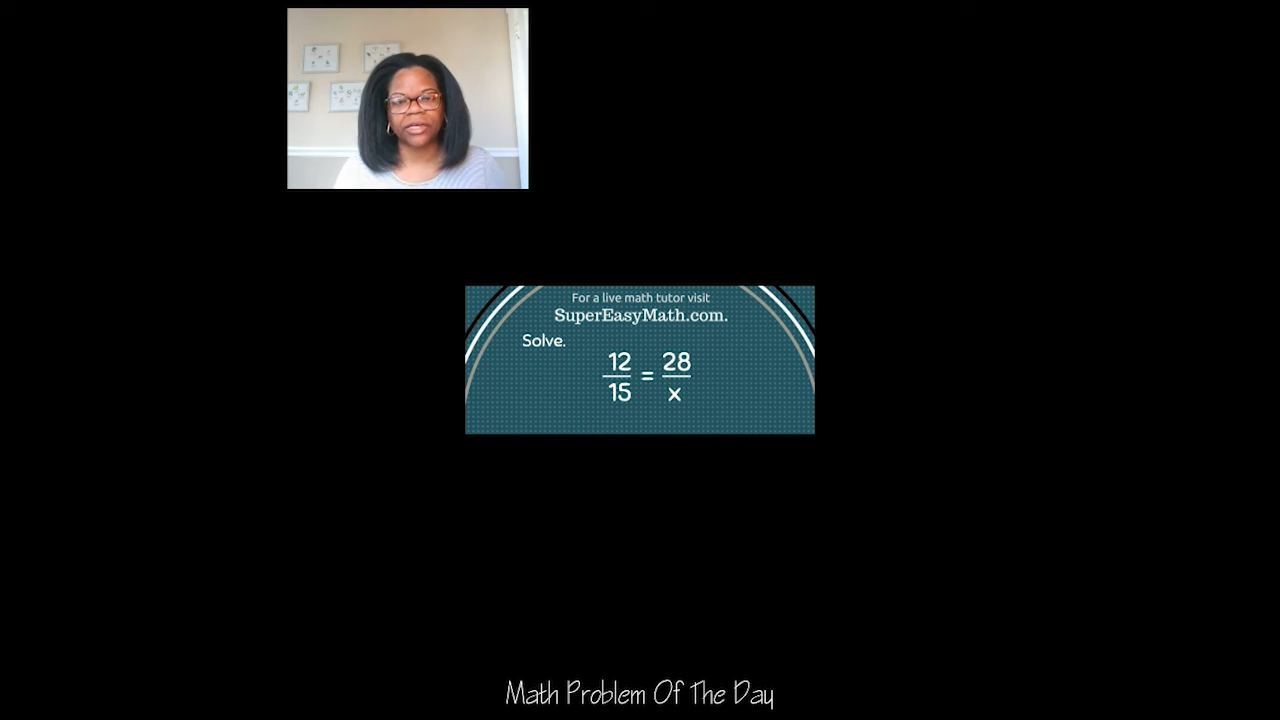 For a live math tutor visit
SuperEasyMath.com.
Solve.
12/15 = 28/x
Math Problem Of The Day